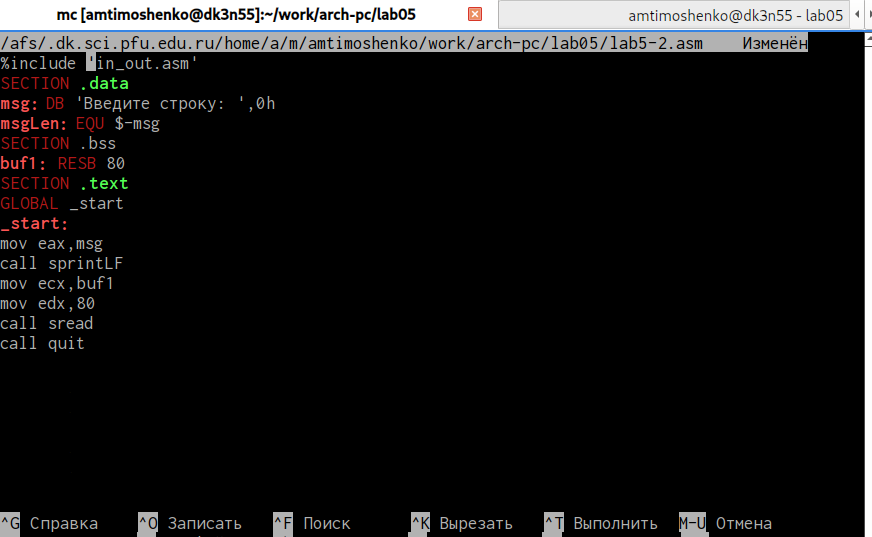 mc [amtimoshenko@dk3n55]:~/work/arch-pc/lab05 amtimoshenko@dk3n55 - lab05
/afs/.dk.sci.pfu.edu.ru/home/a/m/amtimoshenko/work/arch-pc/lab05/lab5-2.asm Изменён
%include 'in_out.asm'
SECTION .data
msg: DB 'Введите строку: ',0h
msgLen: EQU $-msg
SECTION .bss
buf1: RESB 80
SECTION .text
GLOBAL _start
_start:
mov eax,msg
call sprintLF
mov ecx,buf1
mov edx,80
call sread
call quit
^G Справка ^O Записать ^F Поиск ^K Вырезать ^T Выполнить M-U Отмена